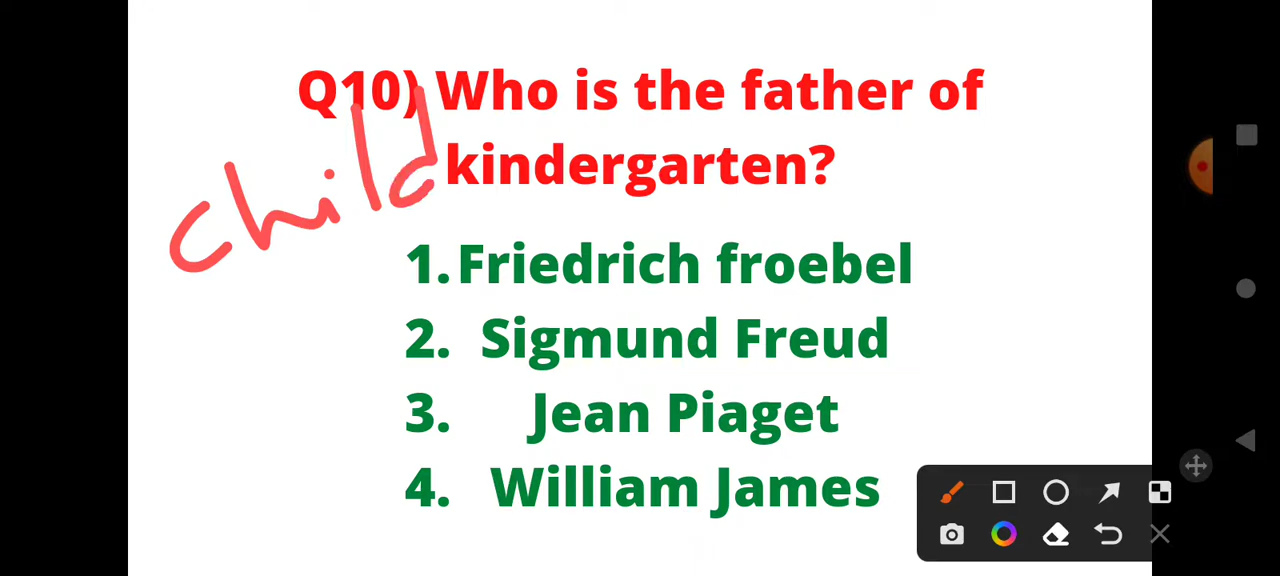 Q10) Who is the father of
kindergarten?
child
1. Friedrich froebel
2. Sigmund Freud
3. Jean Piaget
4. William James